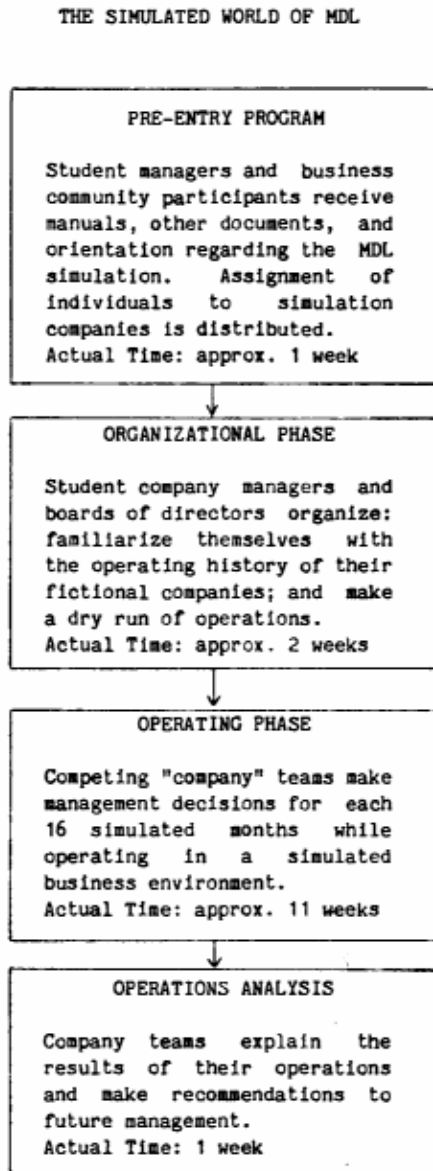 THE SIMULATED WORLD OF MDL
PRE-ENTRY PROGRAM
Student managers and business
community participants receive
manuals, other documents, and
orientation regarding the MDL
simulation. Assignment of
individuals to simulation
companies is distributed.
Actual Time: approx. 1 week
ORGANIZATIONAL PHASE
Student company managers and
boards of directors organize:
familiarize themselves with
the operating history of their
fictional companies; and make
a dry run of operations.
Actual Time: approx. 2 weeks
OPERATING PHASE
Competing "company" teams make
management decisions for each
16 simulated months while
operating in a simulated
business environment.
Actual Time: approx. 11 weeks
OPERATIONS ANALYSIS
Company teams explain the
results of their operations
and make recommendations to
future management.
Actual Time: 1 week